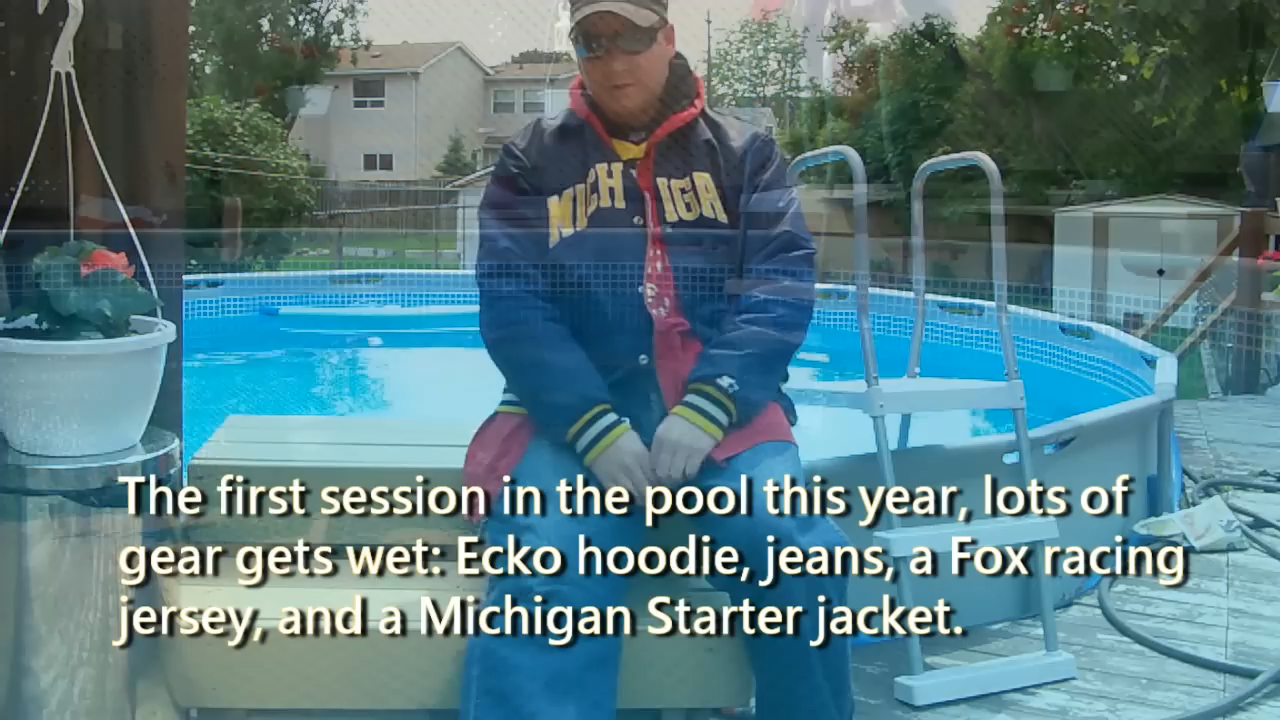 MICHIGA
The first session in the pool this year, lots of
gear gets wet: Ecko hoodie, jeans, a Fox racing
jersey, and a Michigan Starter jacket.